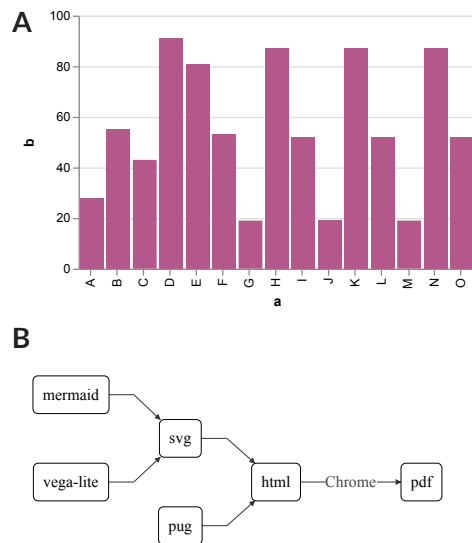 A
100
80
60
40
20
0
b
A B C D E F G H I J K L M N O
a
B
mermaid
svg
vega-lite
html
Chrome
pdf
pug